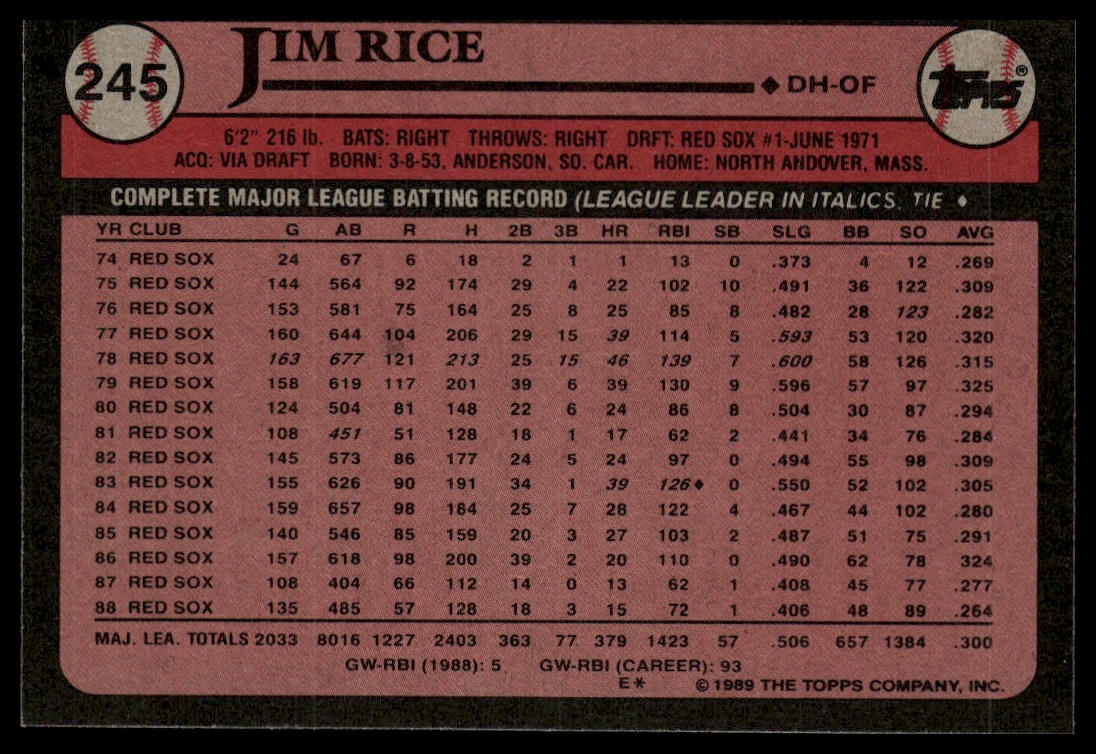 245
JIM RICE
DH-OF
Topps®
6'2" 216 lb. BATS: RIGHT THROWS: RIGHT DRFT: RED SOX #1-JUNE 1971
ACQ: VIA DRAFT BORN: 3-8-53, ANDERSON, SO. CAR. HOME: NORTH ANDOVER, MASS.
COMPLETE MAJOR LEAGUE BATTING RECORD (LEAGUE LEADER IN ITALICS, TIE ♦
YR CLUB G AB R H 2B 3B HR RBI SB SLG BB SO AVG
74 RED SOX 24 67 6 18 2 1 1 13 0 .373 4 12 .269
75 RED SOX 144 564 92 174 29 4 22 102 10 .491 36 122 .309
76 RED SOX 153 581 75 164 25 8 25 85 8 .482 28 123 .282
77 RED SOX 160 644 104 206 29 15 39 114 5 .593 53 120 .320
78 RED SOX 163 677 121 213 25 15 46 139 7 .600 58 126 .315
79 RED SOX 158 619 117 201 39 6 39 130 9 .596 57 97 .325
80 RED SOX 124 504 81 148 22 6 24 86 8 .504 30 87 .294
81 RED SOX 108 451 51 128 18 1 17 62 2 .441 34 76 .284
82 RED SOX 145 573 86 177 24 5 24 97 0 .494 55 98 .309
83 RED SOX 155 626 90 191 34 1 39 126♦ 0 .550 52 102 .305
84 RED SOX 159 657 98 184 25 7 28 122 4 .467 44 102 .280
85 RED SOX 140 546 85 159 20 3 27 103 2 .487 51 75 .291
86 RED SOX 157 618 98 200 39 2 20 110 0 .490 62 78 .324
87 RED SOX 108 404 66 112 14 0 13 62 1 .408 45 77 .277
88 RED SOX 135 485 57 128 18 3 15 72 1 .406 48 89 .264
MAJ. LEA. TOTALS 2033 8016 1227 2403 363 77 379 1423 57 .506 657 1384 .300
GW-RBI (1988): 5 GW-RBI (CAREER): 93
E* © 1989 THE TOPPS COMPANY, INC.